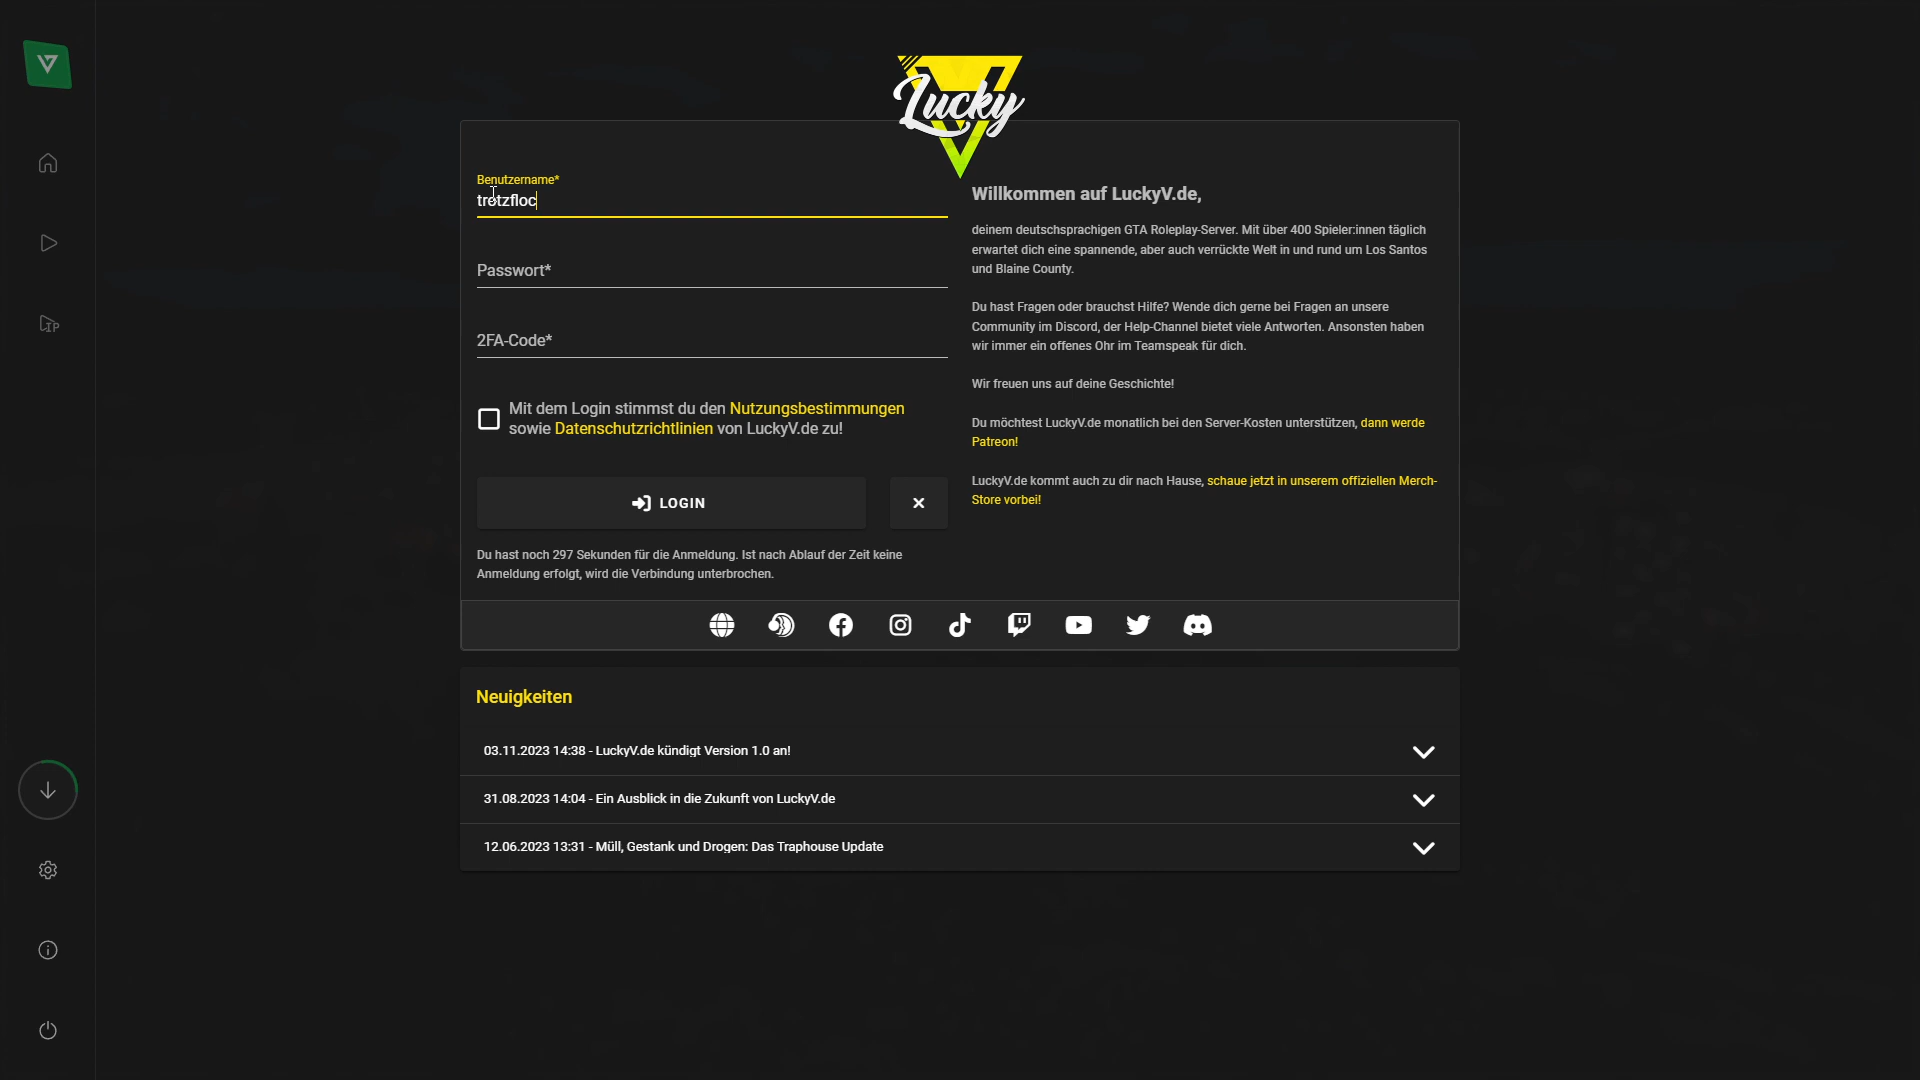 Lucky
Benutzername*
trotzfloc
Passwort*
2FA-Code*
Mit dem Login stimmst du den Nutzungsbestimmungen
sowie Datenschutzrichtlinien von LuckyV.de zu!
LOGIN
Du hast noch 297 Sekunden für die Anmeldung. Ist nach Ablauf der Zeit keine
Anmeldung erfolgt, wird die Verbindung unterbrochen.
Willkommen auf LuckyV.de,
deinem deutschsprachigen GTA Roleplay-Server. Mit über 400 Spieler:innen täglich
erwartet dich eine spannende, aber auch verrückte Welt in und rund um Los Santos
und Blaine County.
Du hast Fragen oder brauchst Hilfe? Wende dich gerne bei Fragen an unsere
Community im Discord, der Help-Channel bietet viele Antworten. Ansonsten haben
wir immer ein offenes Ohr im Teamspeak für dich.
Wir freuen uns auf deine Geschichte!
Du möchtest LuckyV.de monatlich bei den Server-Kosten unterstützen, dann werde
Patreon!
LuckyV.de kommt auch zu dir nach Hause, schaue jetzt in unserem offiziellen Merch-
Store vorbei!
IP
Neuigkeiten
03.11.2023 14:38 - LuckyV.de kündigt Version 1.0 an!
31.08.2023 14:04 - Ein Ausblick in die Zukunft von LuckyV.de
12.06.2023 13:31 - Müll, Gestank und Drogen: Das Traphouse Update